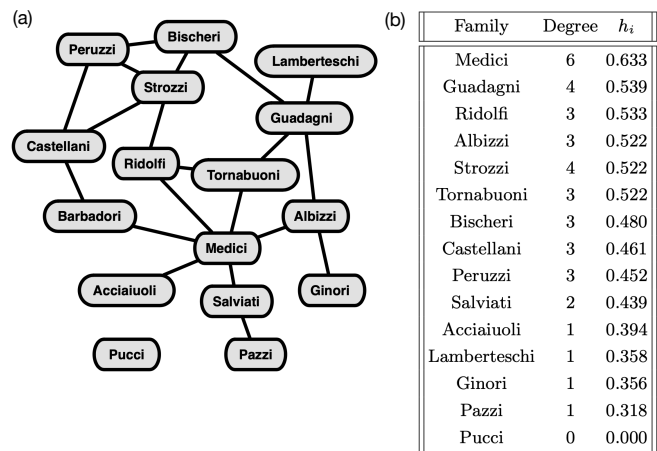 (a)
Bischeri
Peruzzi
Lamberteschi
Strozzi
Guadagni
Castellani
Ridolfi
Tornabuoni
Barbadori
Albizzi
Medici
Acciaiuoli
Salviati
Ginori
Pucci
Pazzi
(b)
Family Degree hᵢ
Medici 6 0.633
Guadagni 4 0.539
Ridolfi 3 0.533
Albizzi 3 0.522
Strozzi 4 0.522
Tornabuoni 3 0.522
Bischeri 3 0.480
Castellani 3 0.461
Peruzzi 3 0.452
Salviati 2 0.439
Acciaiuoli 1 0.394
Lamberteschi 1 0.358
Ginori 1 0.356
Pazzi 1 0.318
Pucci 0 0.000